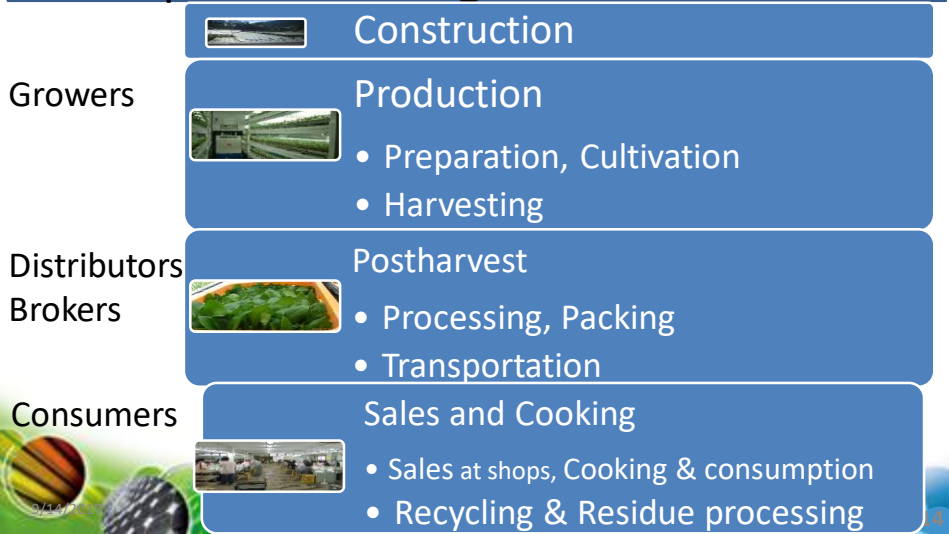 Construction
Growers
Production
• Preparation, Cultivation
• Harvesting
Distributors
Brokers
Postharvest
• Processing, Packing
• Transportation
Consumers
Sales and Cooking
• Sales at shops, Cooking & consumption
• Recycling & Residue processing
14